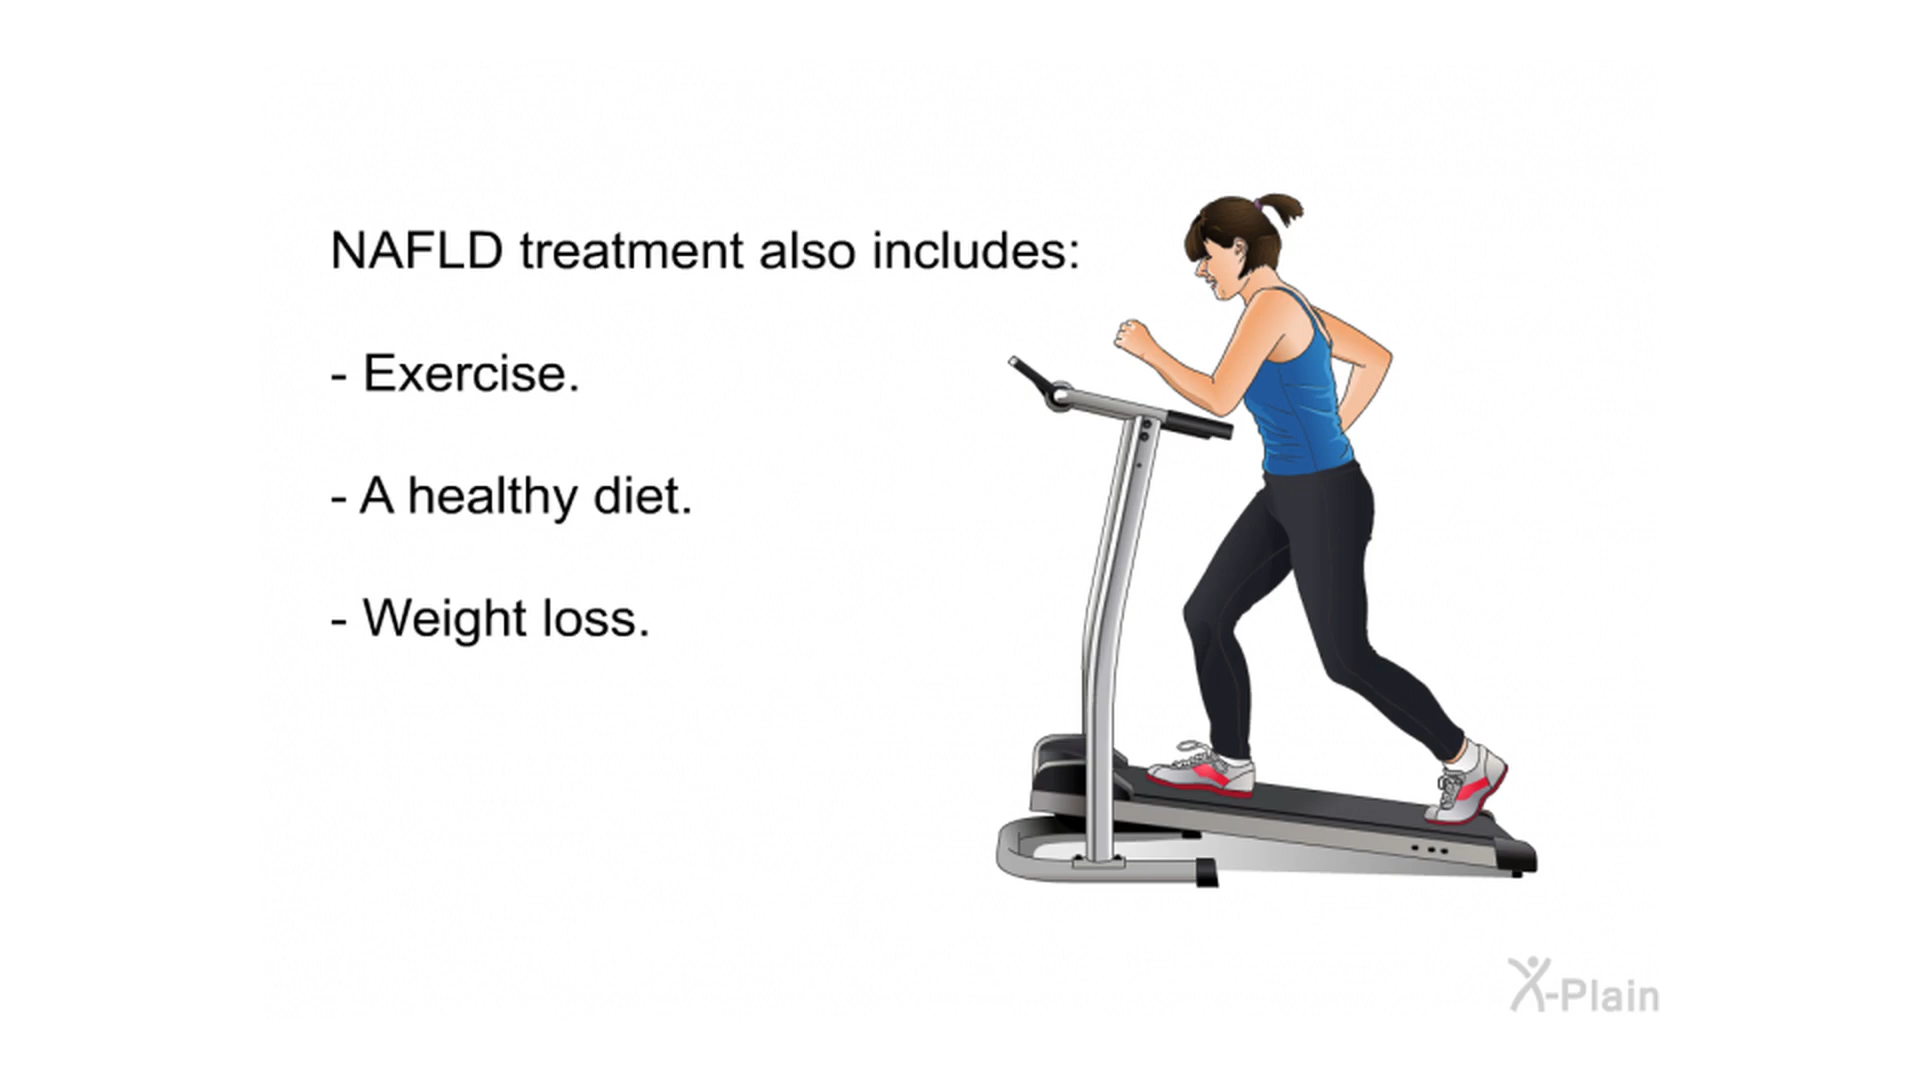 NAFLD treatment also includes:
- Exercise.
- A healthy diet.
- Weight loss.
X-Plain